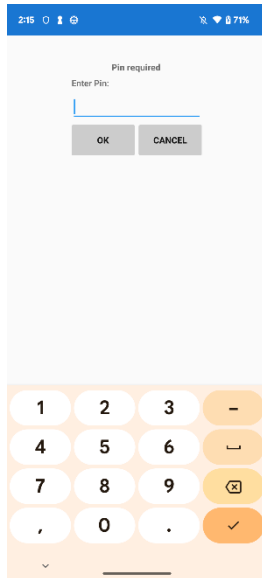 2:15 71%
Pin required
Enter Pin:
OK CANCEL
1 2 3 -
4 5 6
7 8 9
, 0 .